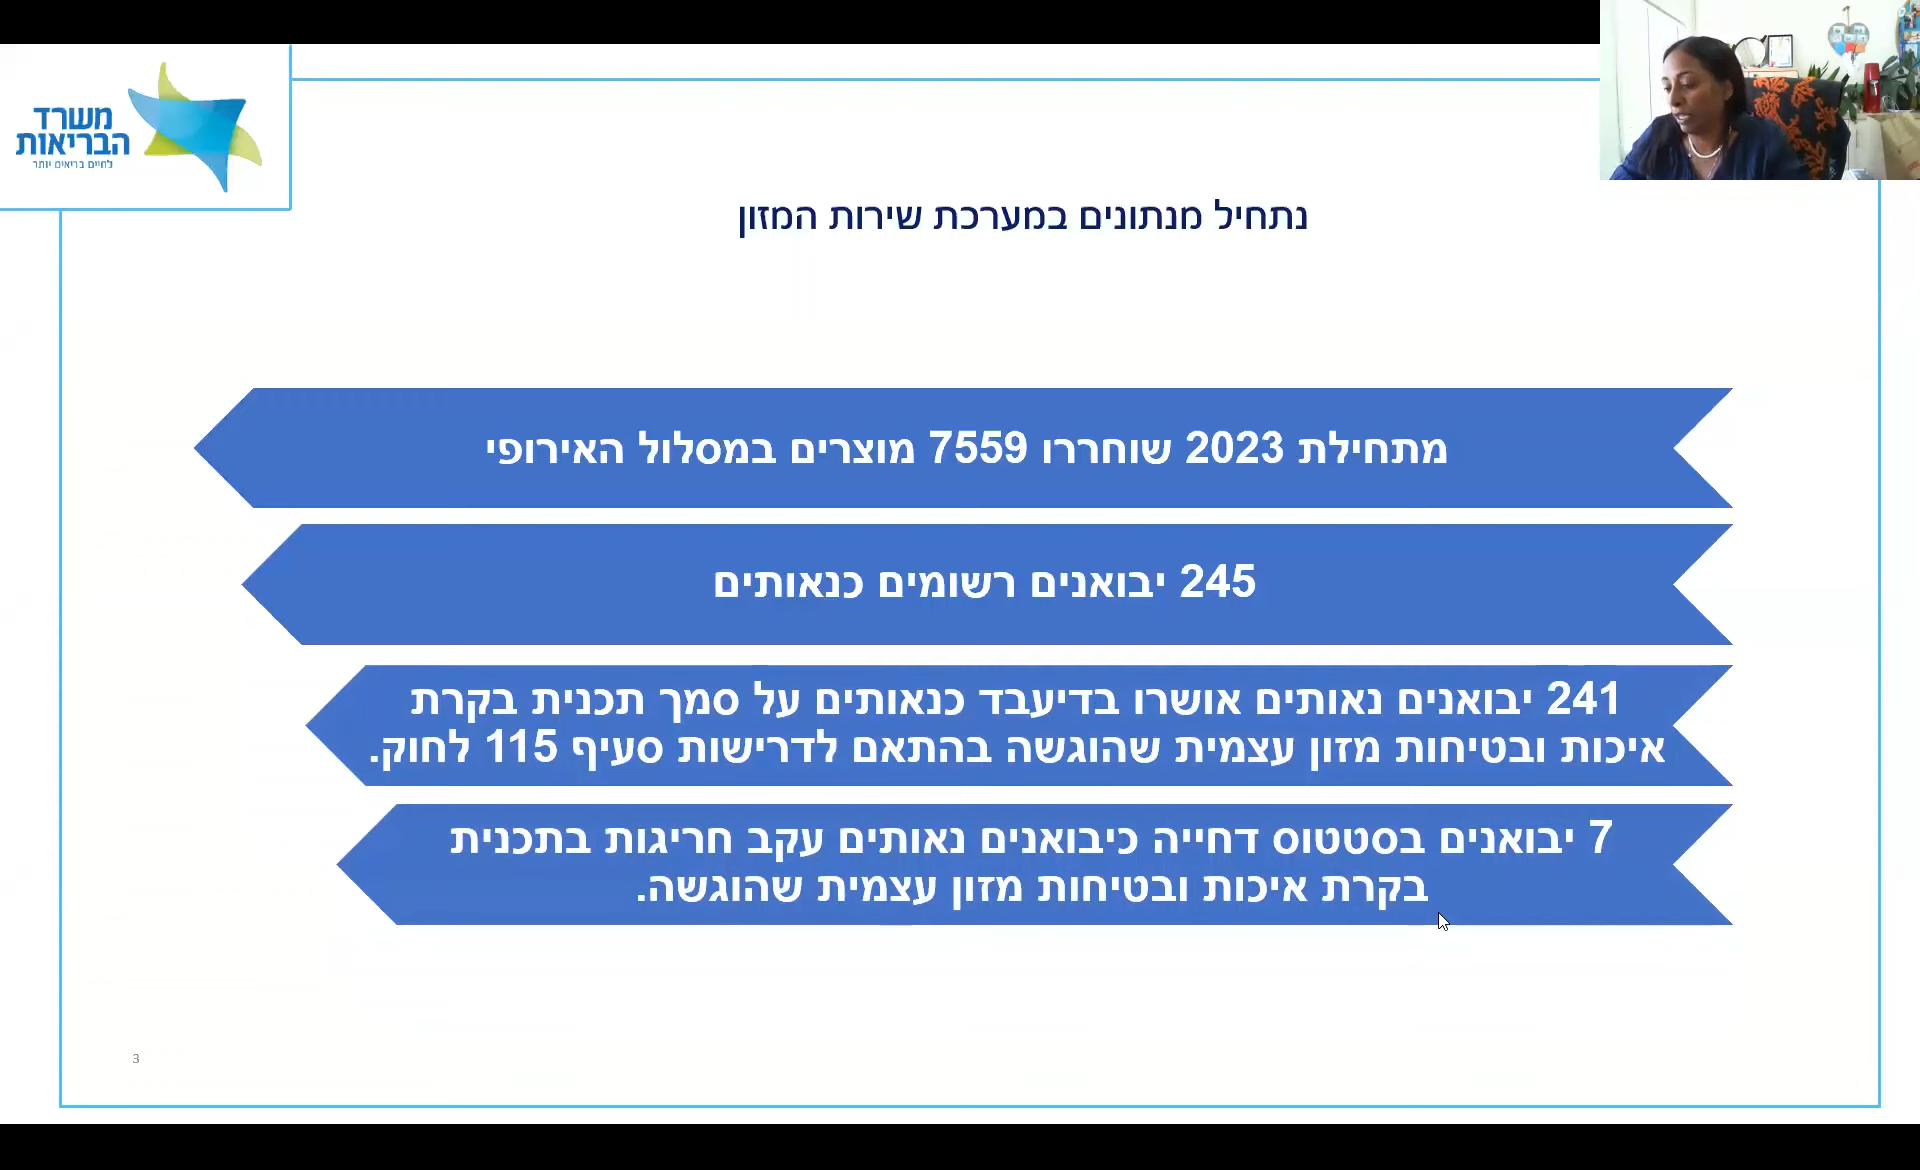 משרד
הבריאות
לחיים בריאים יותר
נתחיל מנתונים במערכת שירות המזון
מתחילת 2023 שוחררו 7559 מוצרים במסלול האירופי
245 יבואנים רשומים כנאותים
241 יבואנים נאותים אושרו בדיעבד כנאותים על סמך תכנית בקרת
איכות ובטיחות מזון עצמית שהוגשה בהתאם לדרישות סעיף 115 לחוק.
7 יבואנים בסטטוס דחייה כיבואנים נאותים עקב חריגות בתכנית
בקרת איכות ובטיחות מזון עצמית שהוגשה.
3